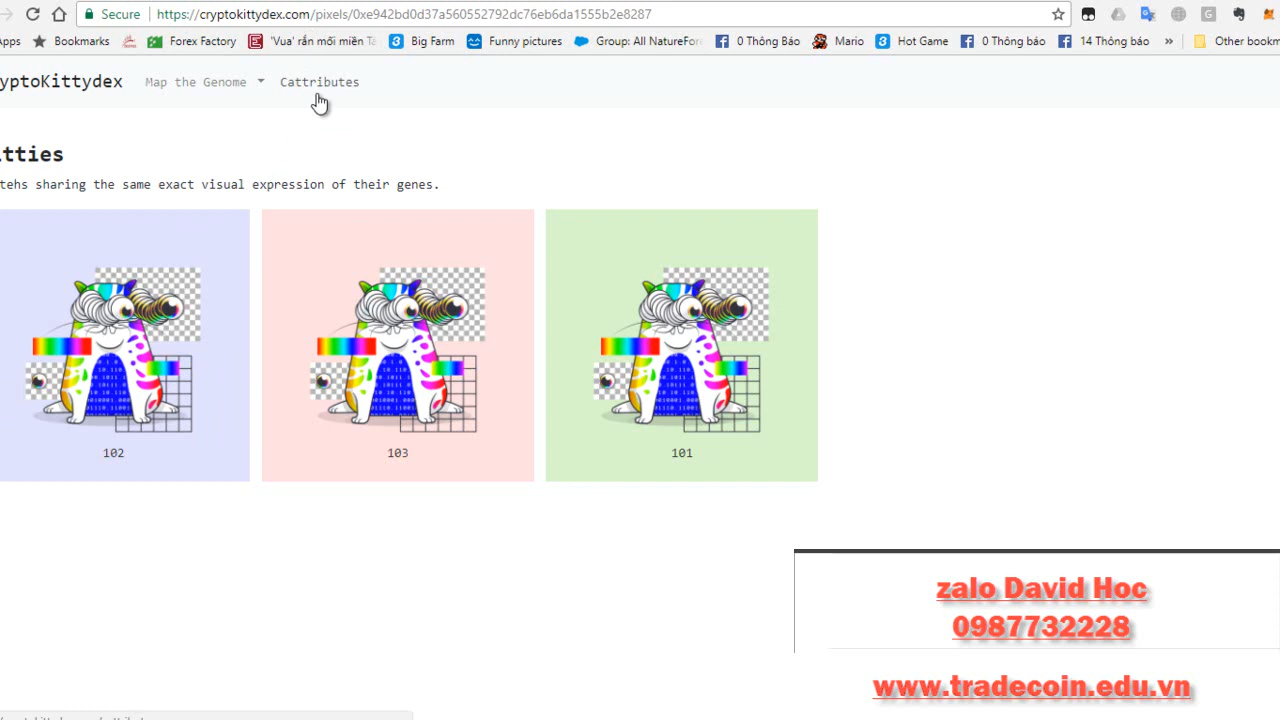 Secure https://cryptokittydex.com/pixels/0xe942bd0d37a560552792dc76eb6da1555b2e8287
Apps Bookmarks Forex Factory 'Vua' rắn mối miền Tâ Big Farm Funny pictures Group: All NatureFore 0 Thông Báo Mario Hot Game 0 Thông báo 14 Thông báo » Other bookm
yptoKittydex Map the Genome Cattributes
itties
tehs sharing the same exact visual expression of their genes.
102 103 101
zalo David Hoc
0987732228
www.tradecoin.edu.vn